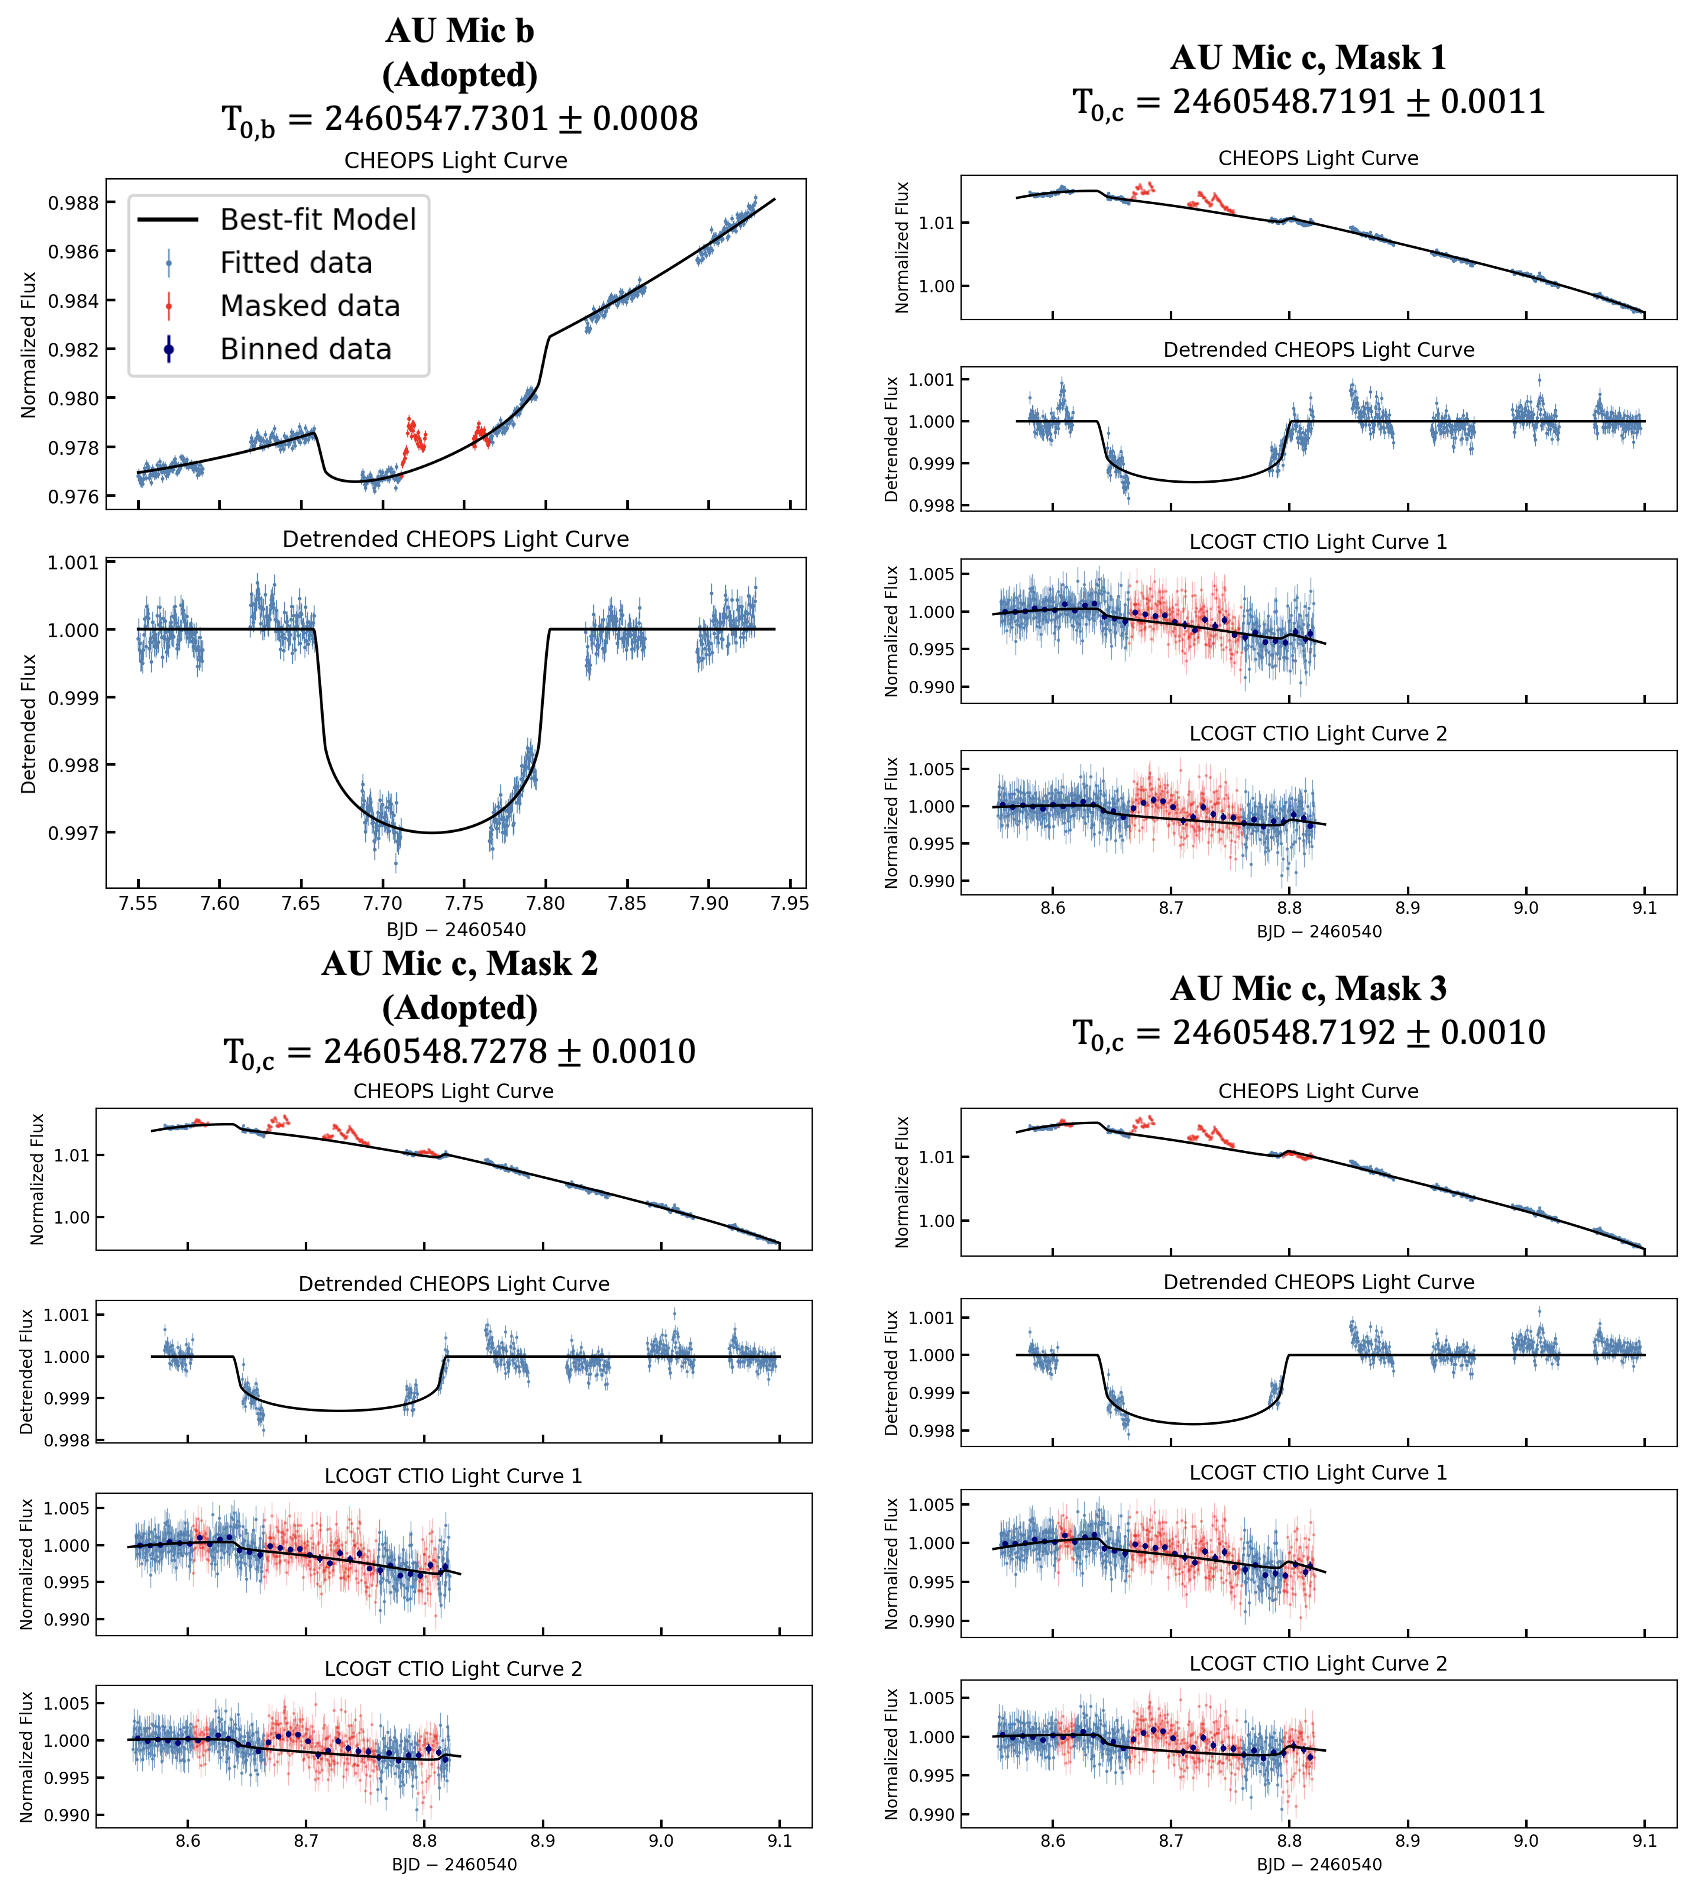 AU Mic b
(Adopted)
T0,b = 2460547.7301 ± 0.0008
CHEOPS Light Curve
Normalized Flux
0.988
0.986
0.984
0.982
0.980
0.978
0.976
Best-fit Model
Fitted data
Masked data
Binned data
Detrended CHEOPS Light Curve
Detrended Flux
1.001
1.000
0.999
0.998
0.997
7.55 7.60 7.65 7.70 7.75 7.80 7.85 7.90 7.95
BJD − 2460540
AU Mic c, Mask 1
T0,c = 2460548.7191 ± 0.0011
CHEOPS Light Curve
Normalized Flux
1.01
1.00
Detrended CHEOPS Light Curve
Detrended Flux
1.001
1.000
0.999
0.998
LCOGT CTIO Light Curve 1
Normalized Flux
1.005
1.000
0.995
0.990
LCOGT CTIO Light Curve 2
Normalized Flux
1.005
1.000
0.995
0.990
8.6 8.7 8.8 8.9 9.0 9.1
BJD − 2460540
AU Mic c, Mask 2
(Adopted)
T0,c = 2460548.7278 ± 0.0010
CHEOPS Light Curve
Normalized Flux
1.01
1.00
Detrended CHEOPS Light Curve
Detrended Flux
1.001
1.000
0.999
0.998
LCOGT CTIO Light Curve 1
Normalized Flux
1.005
1.000
0.995
0.990
LCOGT CTIO Light Curve 2
Normalized Flux
1.005
1.000
0.995
0.990
8.6 8.7 8.8 8.9 9.0 9.1
BJD − 2460540
AU Mic c, Mask 3
T0,c = 2460548.7192 ± 0.0010
CHEOPS Light Curve
Normalized Flux
1.01
1.00
Detrended CHEOPS Light Curve
Detrended Flux
1.001
1.000
0.999
0.998
LCOGT CTIO Light Curve 1
Normalized Flux
1.005
1.000
0.995
0.990
LCOGT CTIO Light Curve 2
Normalized Flux
1.005
1.000
0.995
0.990
8.6 8.7 8.8 8.9 9.0 9.1
BJD − 2460540